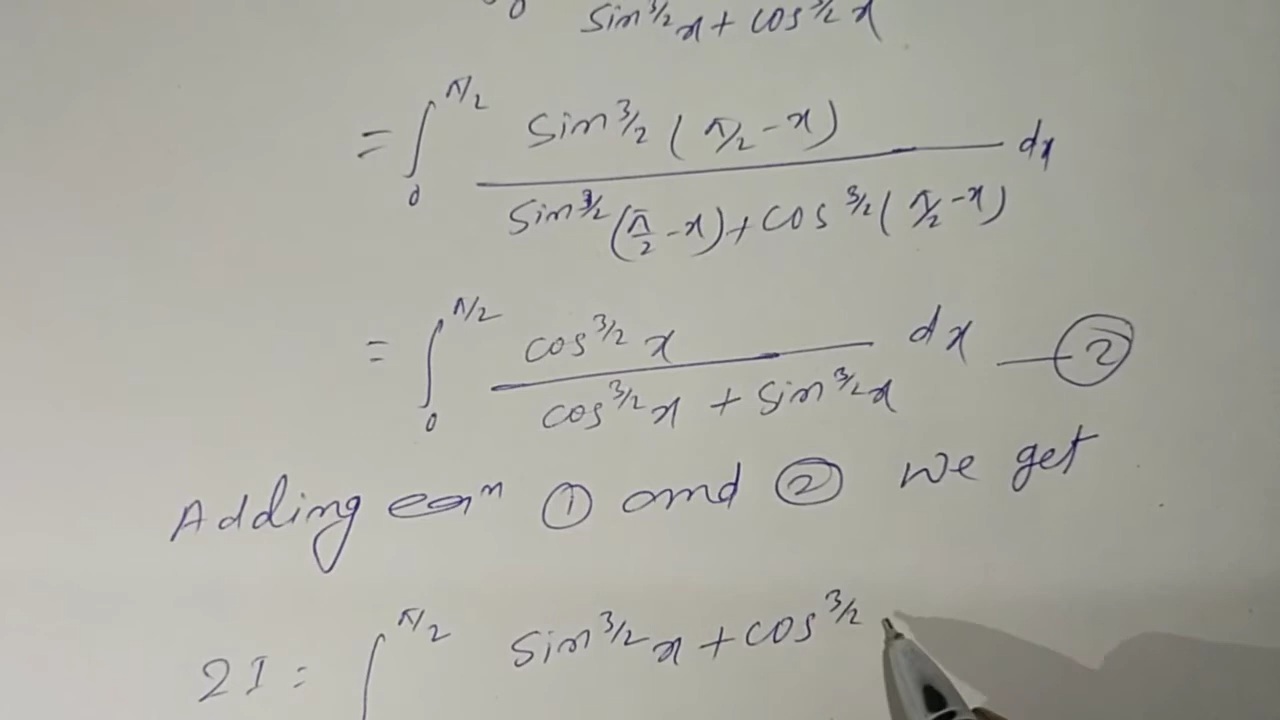 0 sin^3/2 x + cos^3/2 x
= ∫_0^π/2 sin^3/2 (π/2 - x) / sin^3/2 (π/2 - x) + cos^3/2 (π/2 - x) dx
= ∫_0^π/2 cos^3/2 x / cos^3/2 x + sin^3/2 x dx — ②
Adding eqⁿ ① and ② we get
2I = ∫^π/2 sin^3/2 x + cos^3/2